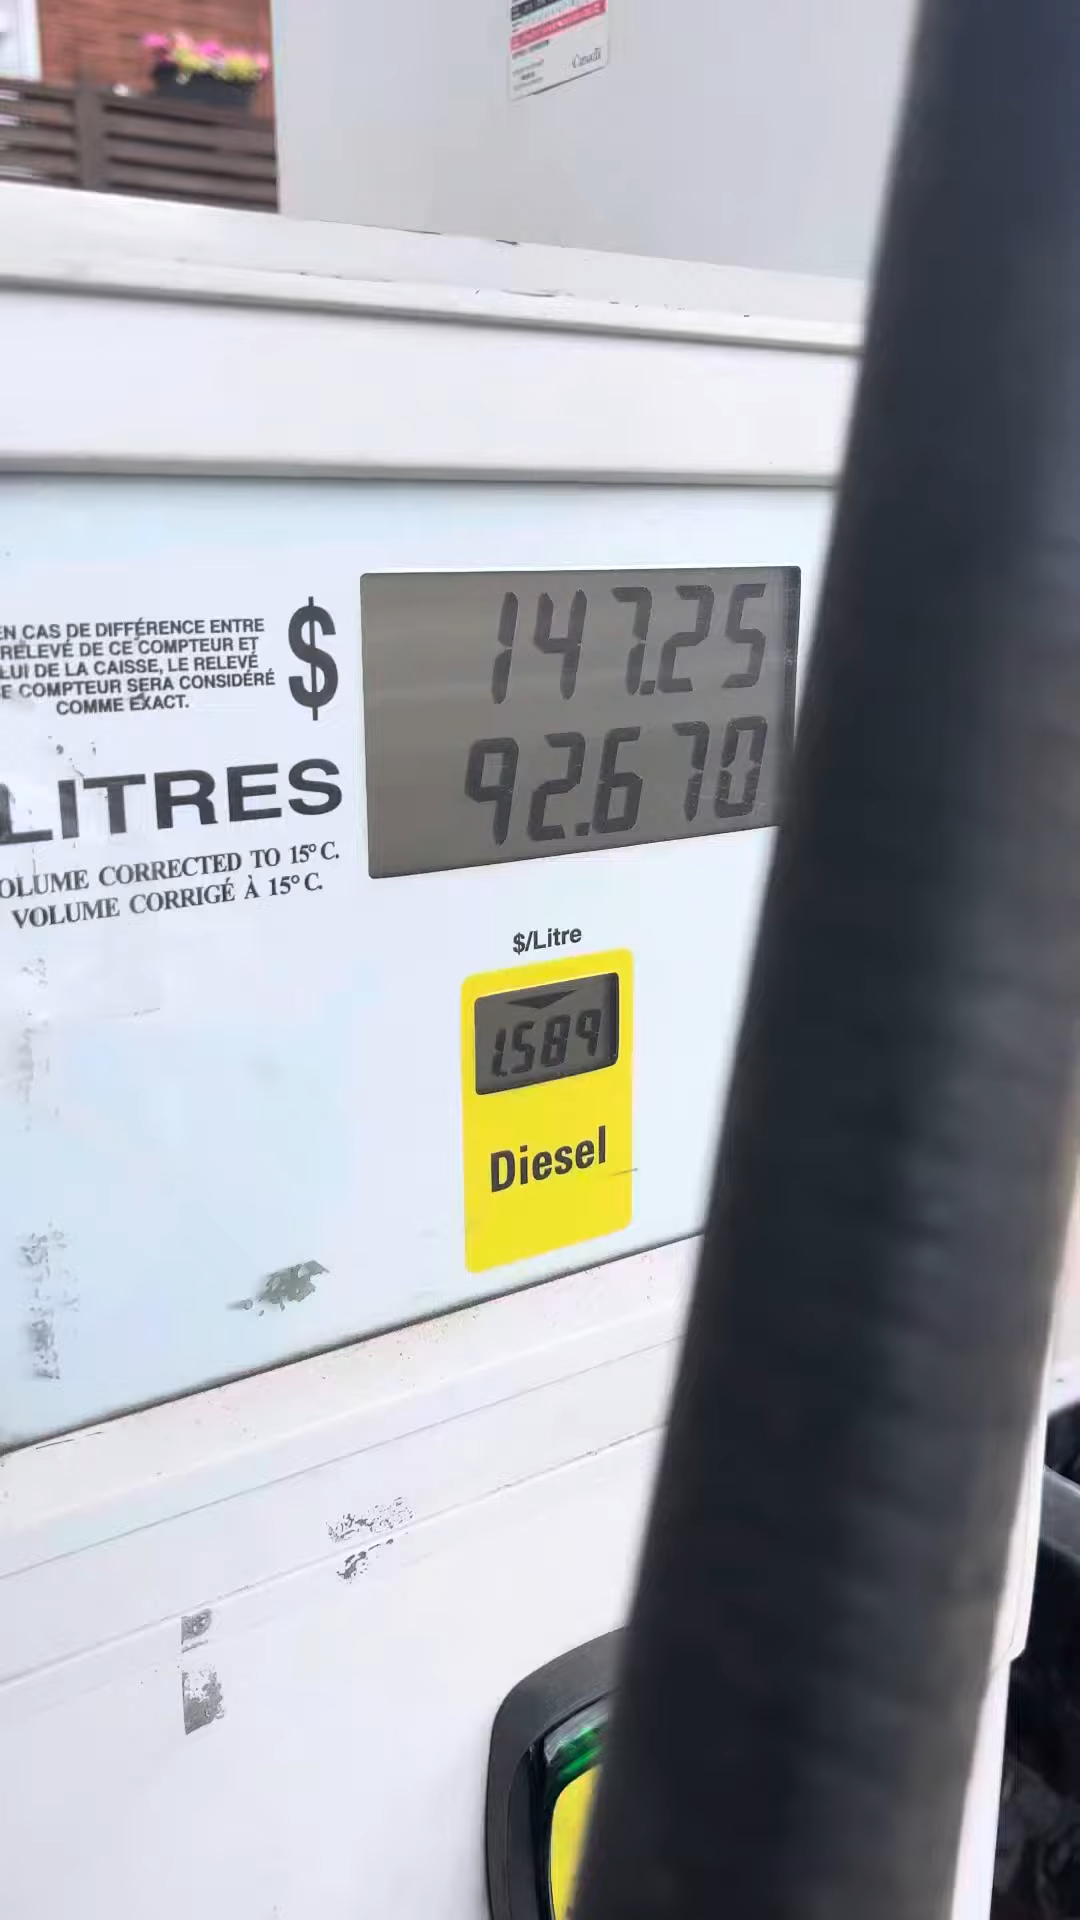 Canada
EN CAS DE DIFFÉRENCE ENTRE
RELEVÉ DE CE COMPTEUR ET
LUI DE LA CAISSE, LE RELEVÉ
E COMPTEUR SERA CONSIDÉRÉ
COMME EXACT.
$
147.25
LITRES
92.670
OLUME CORRECTED TO 15°C.
VOLUME CORRIGÉ À 15°C.
$/Litre
1.589
Diesel